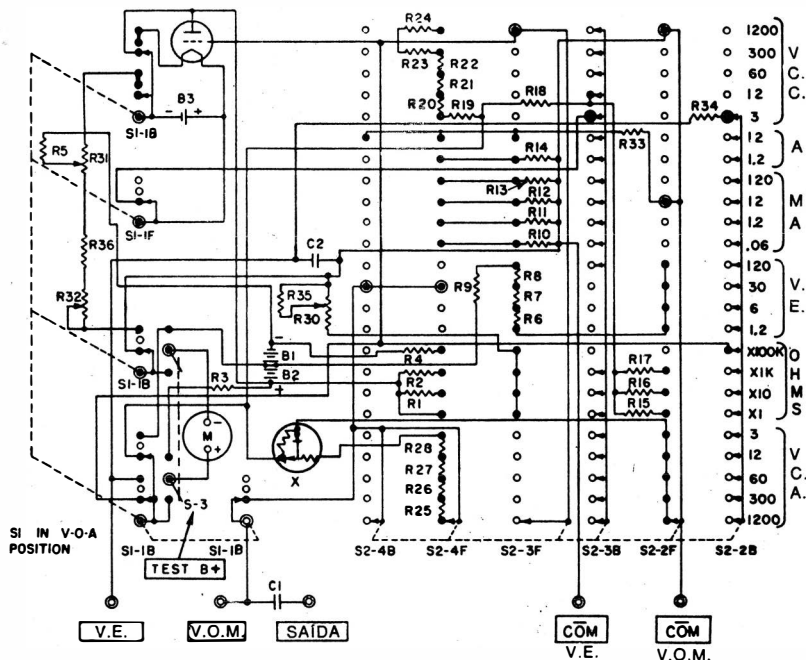 R24
R23
R22
R21
R20
R19
R18
R34
R33
1200
300
60
12
3
V
C.
C.
12
1.2
A
120
12
1.2
.06
M
A
120
30
6
1.2
V.
E.
X100K
X1K
X10
X1
O
H
M
S
3
12
60
300
1200
V
C.
A.
B3
- +
S1-1B
R5
R31
S1-1F
R36
R32
C2
R14
R13
R12
R11
R10
R9
R8
R7
R6
R35
R30
-
B1
B2
+
R4
R2
R1
R3
S1-1B
M
-
+
X
R17
R16
R15
R28
R27
R26
R25
S-3
S1 IN V-O-A
POSITION
S1-1B
S1-1B
TEST B+
S2-4B
S2-4F
S2-3F
S2-3B
S2-2F
S2-2B
C1
V.E.
V.O.M.
SAÍDA
COM
V.E.
COM
V.O.M.